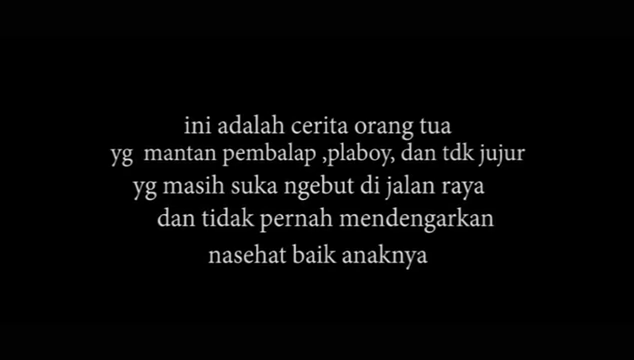 ini adalah cerita orang tua
yg mantan pembalap ,plaboy, dan tdk jujur
yg masih suka ngebut di jalan raya
dan tidak pernah mendengarkan
nasehat baik anaknya